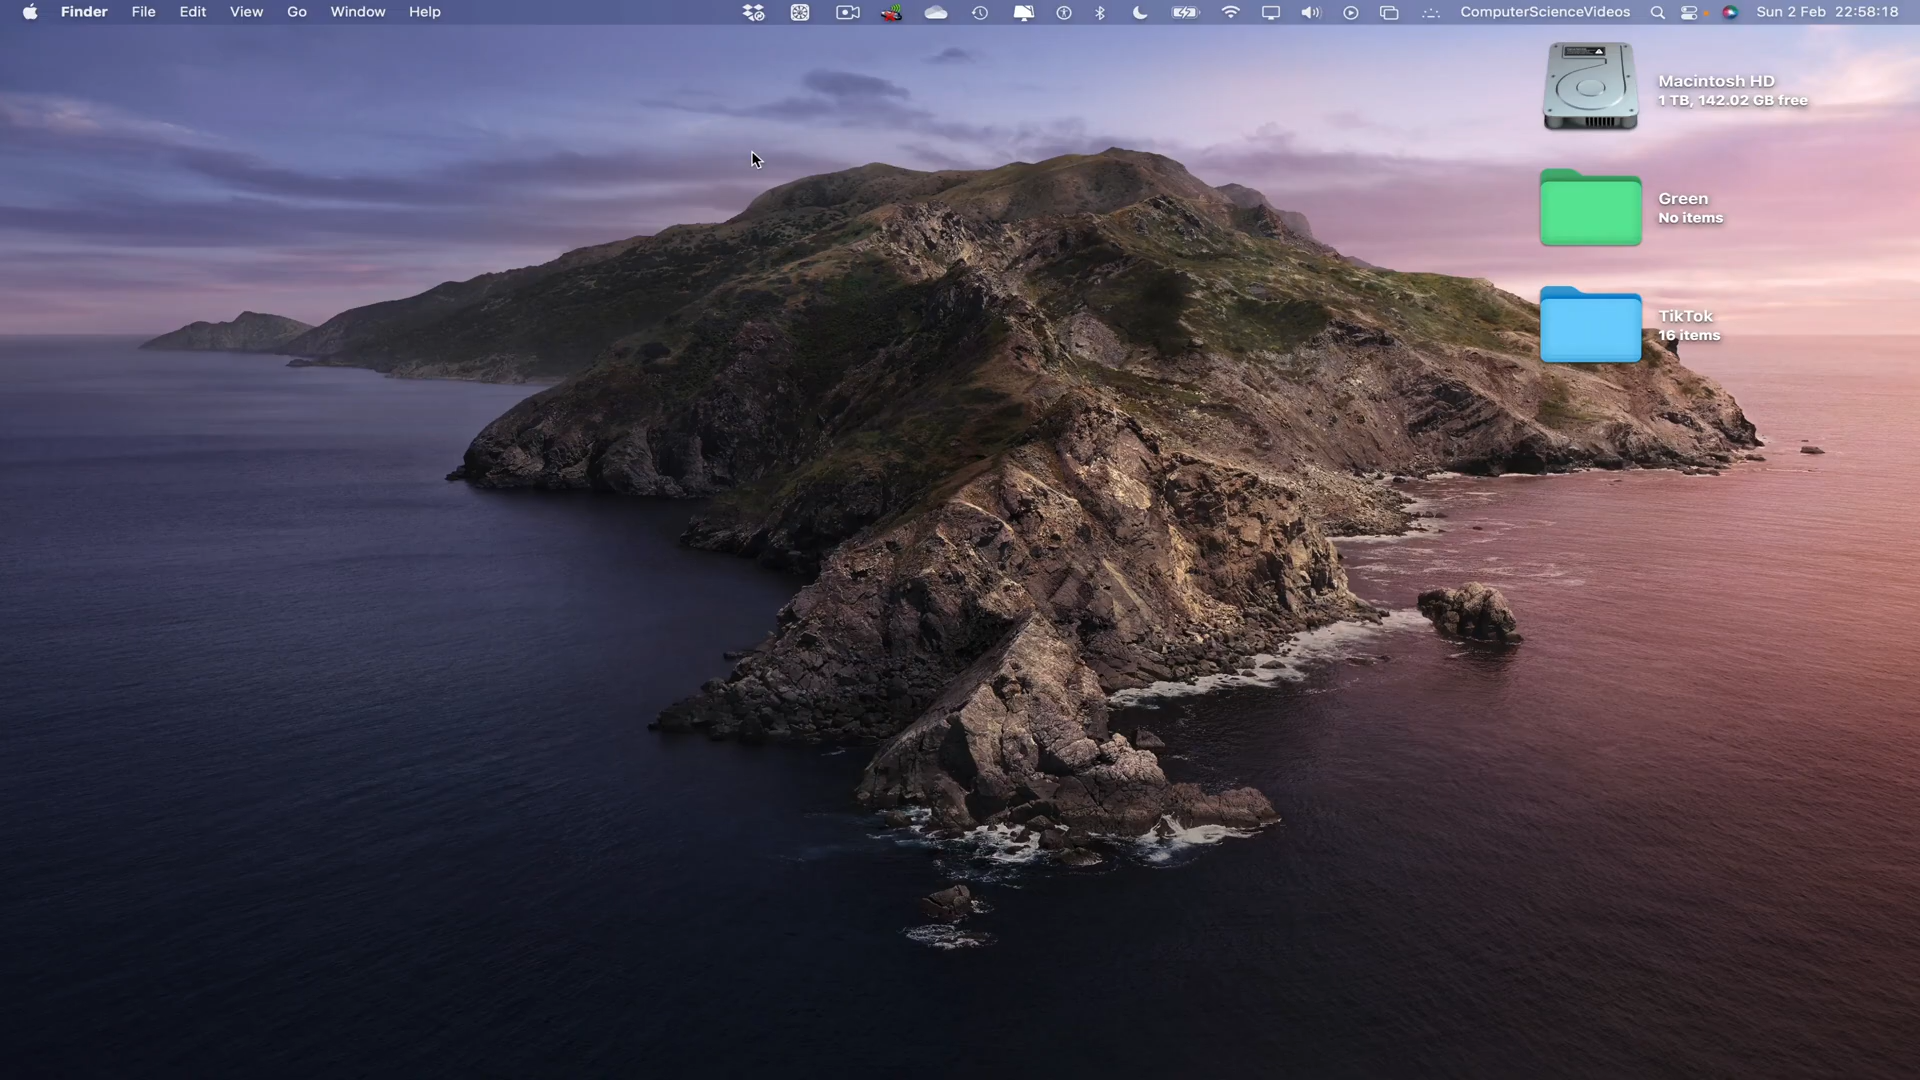 Finder File Edit View Go Window Help ComputerScienceVideos Sun 2 Feb 22:58:18
Macintosh HD
1 TB, 142.02 GB free
Green
No items
TikTok
16 items